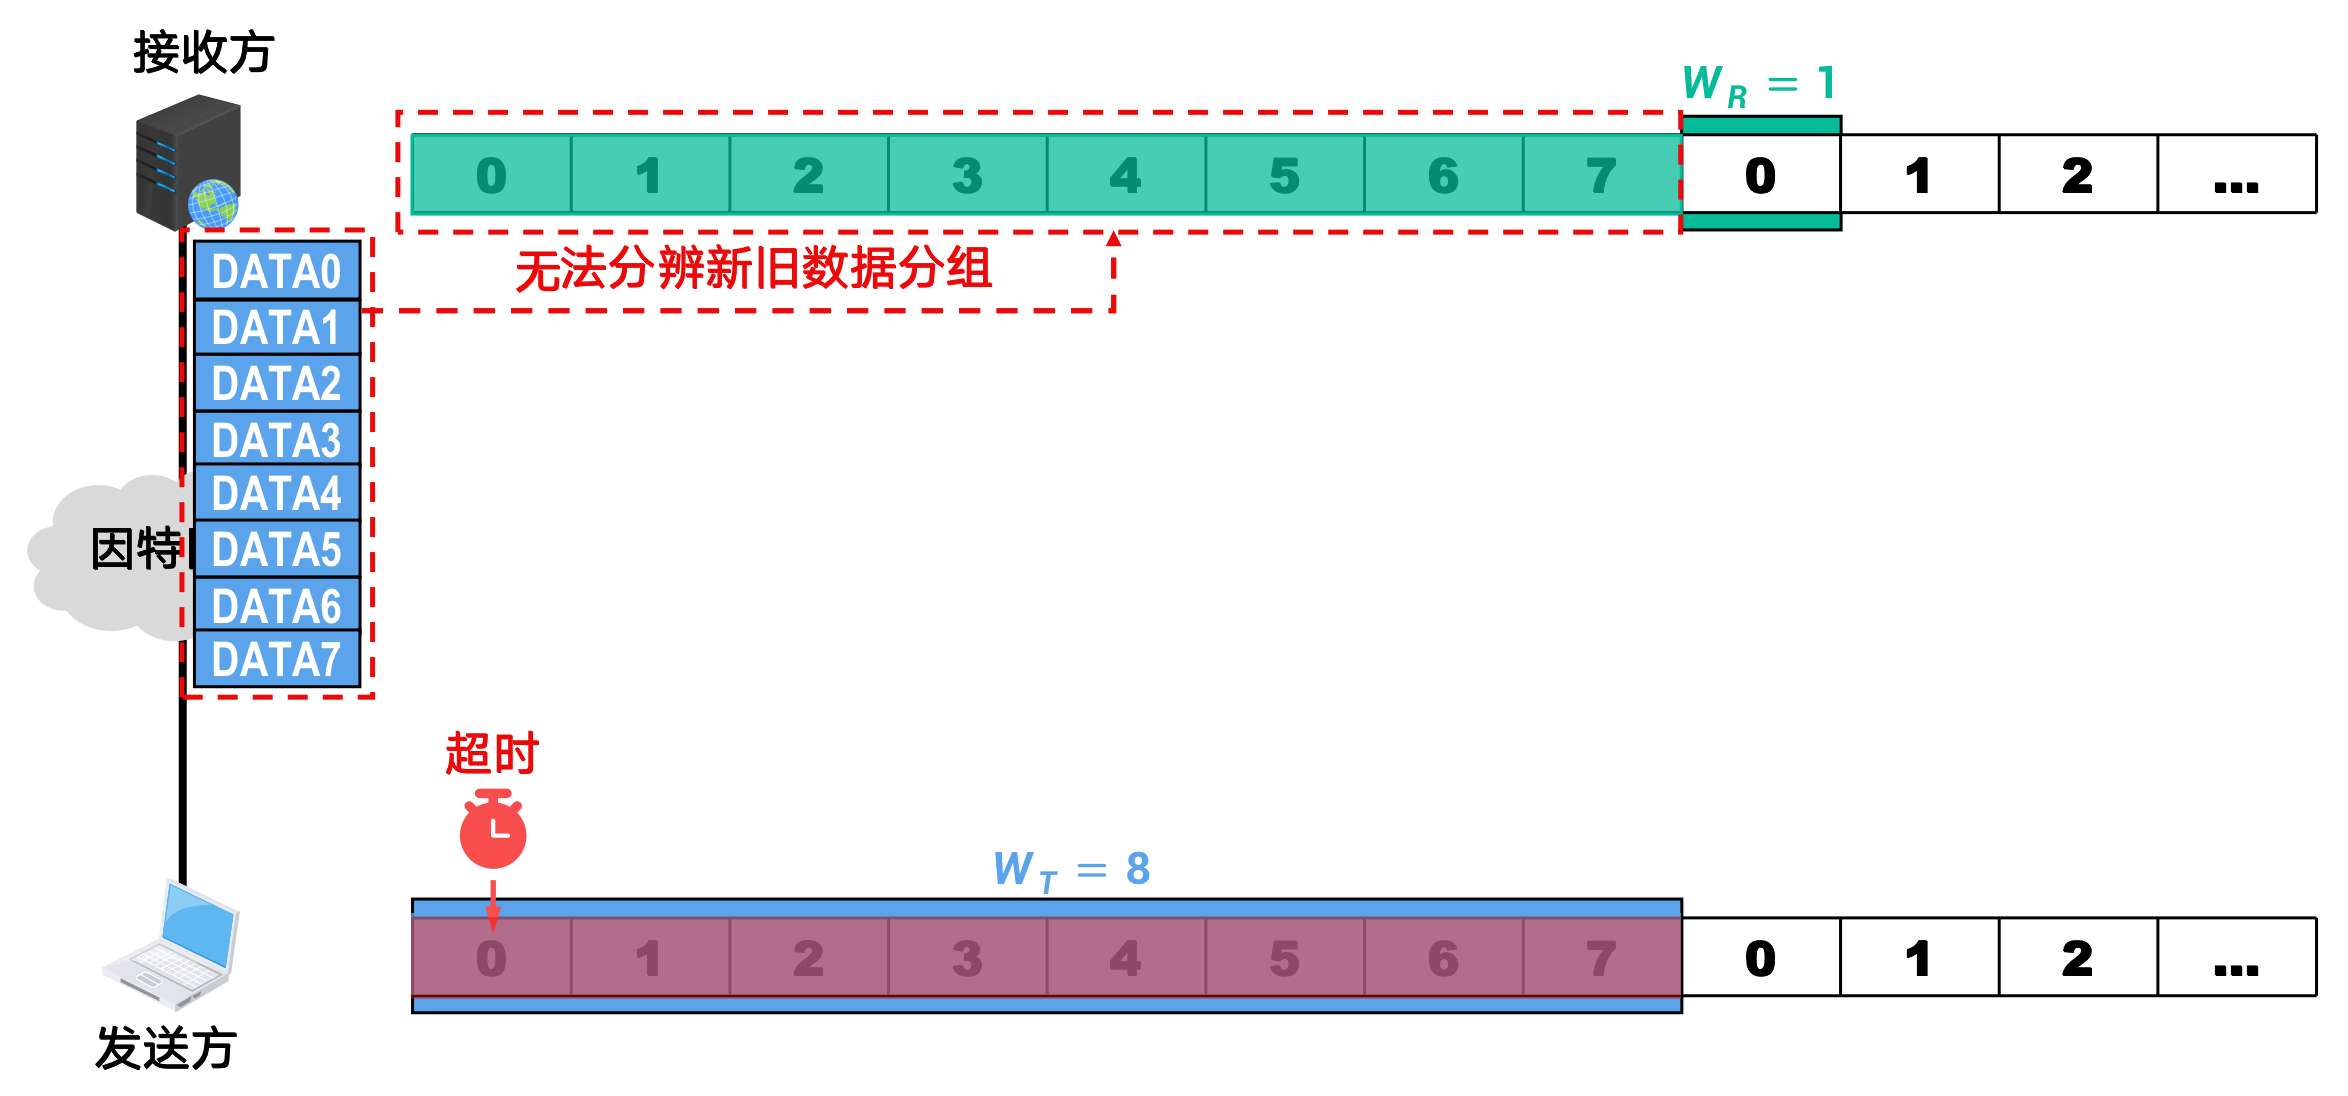 接收方
W_R = 1
0 1 2 3 4 5 6 7 0 1 2 ...
无法分辨新旧数据分组
DATA0
DATA1
DATA2
DATA3
DATA4
DATA5
DATA6
DATA7
因特
超时
W_T = 8
0 1 2 3 4 5 6 7 0 1 2 ...
发送方